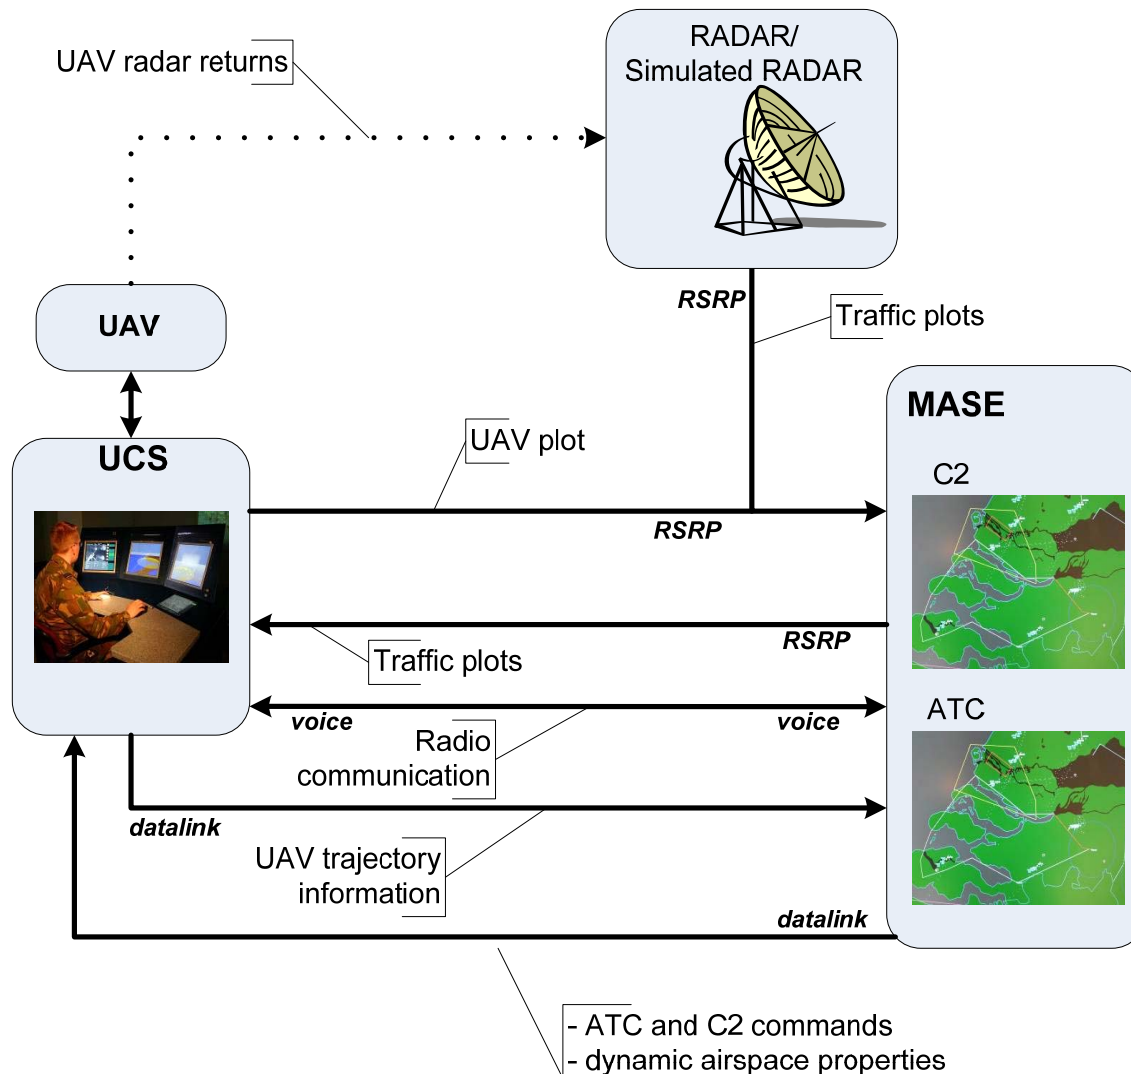 RADAR/
Simulated RADAR
UAV radar returns
RSRP
Traffic plots
UAV
MASE
UCS
UAV plot
C2
RSRP
RSRP
Traffic plots
ATC
voice
voice
Radio
communication
datalink
UAV trajectory
information
datalink
- ATC and C2 commands
- dynamic airspace properties